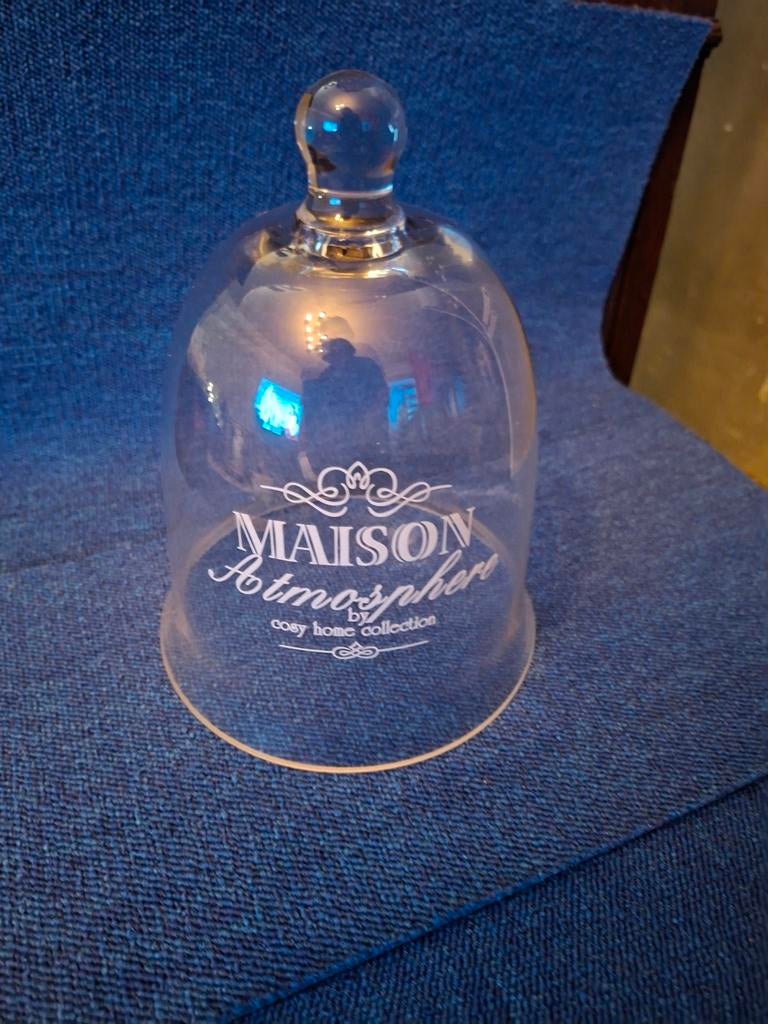 MAISON
Atmosphere
by
cosy home collection